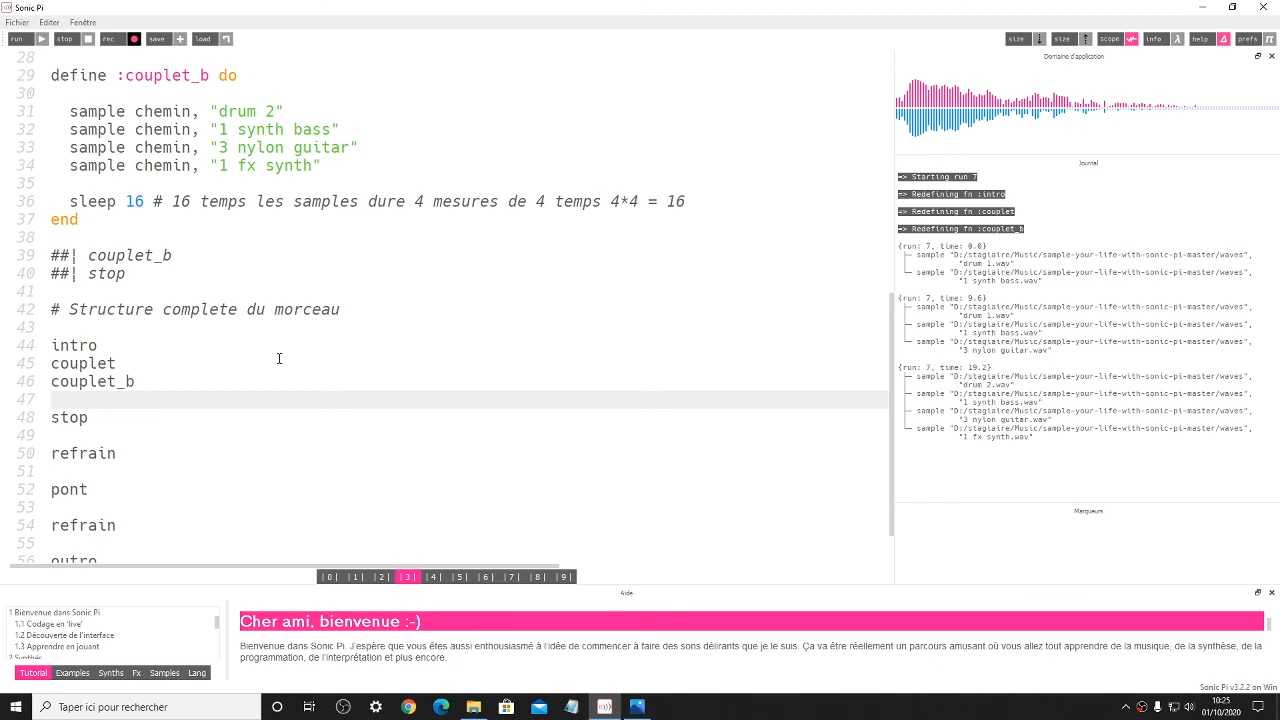 Sonic Pi
Fichier Editer Fenêtre
run stop rec save load size size scope info help prefs
28
29 define :couplet_b do
30
31 sample chemin, "drum 2"
32 sample chemin, "1 synth bass"
33 sample chemin, "3 nylon guitar"
34 sample chemin, "1 fx synth"
35
36 sleep 16 # 16 tmps las samples dure 4 mesures de 4 temps 4*4 = 16
37 end
38
39 ##| couplet_b
40 ##| stop
41
42 # Structure complete du morceau
43
44 intro
45 couplet
46 couplet_b
47
48 stop
49
50 refrain
51
52 pont
53
54 refrain
55
56 outro
|0| |1| |2| |3| |4| |5| |6| |7| |8| |9|
Domaine d'application
Journal
=> Starting run 7
=> Redefining fn :intro
=> Redefining fn :couplet
=> Redefining fn :couplet_b
{run: 7, time: 0.0}
sample "D:/stagiaire/Music/sample-your-life-with-sonic-pi-master/waves",
"drum 1.wav"
sample "D:/stagiaire/Music/sample-your-life-with-sonic-pi-master/waves",
"1 synth bass.wav"
{run: 7, time: 9.6}
sample "D:/stagiaire/Music/sample-your-life-with-sonic-pi-master/waves",
"drum 1.wav"
sample "D:/stagiaire/Music/sample-your-life-with-sonic-pi-master/waves",
"1 synth bass.wav"
sample "D:/stagiaire/Music/sample-your-life-with-sonic-pi-master/waves",
"3 nylon guitar.wav"
{run: 7, time: 19.2}
sample "D:/stagiaire/Music/sample-your-life-with-sonic-pi-master/waves",
"drum 2.wav"
sample "D:/stagiaire/Music/sample-your-life-with-sonic-pi-master/waves",
"1 synth bass.wav"
sample "D:/stagiaire/Music/sample-your-life-with-sonic-pi-master/waves",
"3 nylon guitar.wav"
sample "D:/stagiaire/Music/sample-your-life-with-sonic-pi-master/waves",
"1 fx synth.wav"
Marqueurs
Aide
1 Bienvenue dans Sonic Pi
1.1 Codage en 'live'
1.2 Découverte de l'interface
1.3 Apprendre en jouant
2 Synthés
Tutorial Examples Synths Fx Samples Lang
Cher ami, bienvenue :-)
Bienvenue dans Sonic Pi. J'espère que vous êtes aussi enthousiasmé à l'idée de commencer à faire des sons délirants que je le suis. Ça va être réellement un parcours amusant où vous allez tout apprendre de la musique, de la synthèse, de la
programmation, de l'interprétation et plus encore.
Sonic Pi v3.2.2 on Win
Taper ici pour rechercher
10:25
01/10/2020